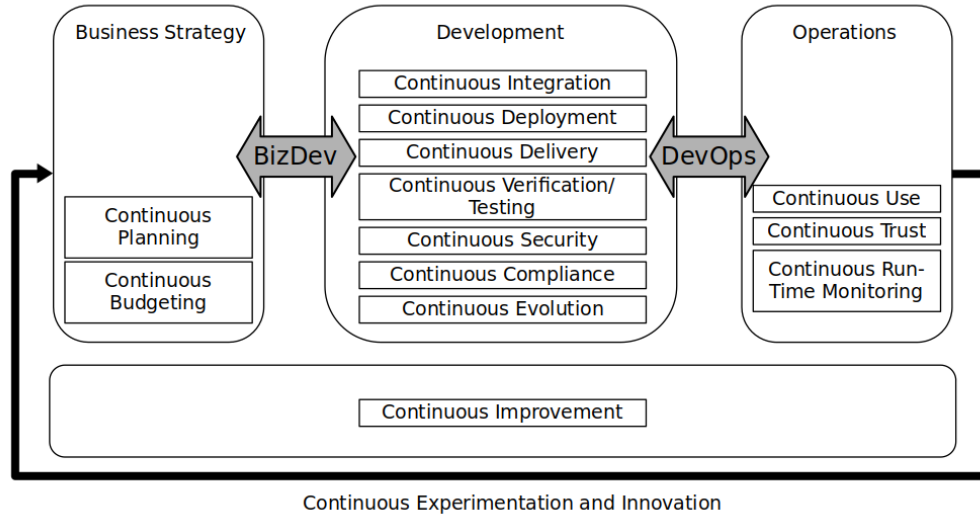 Business Strategy
BizDev
Continuous
Planning
Continuous
Budgeting
Development
Continuous Integration
Continuous Deployment
Continuous Delivery
Continuous Verification/
Testing
Continuous Security
Continuous Compliance
Continuous Evolution
DevOps
Operations
Continuous Use
Continuous Trust
Continuous Run-
Time Monitoring
Continuous Improvement
Continuous Experimentation and Innovation